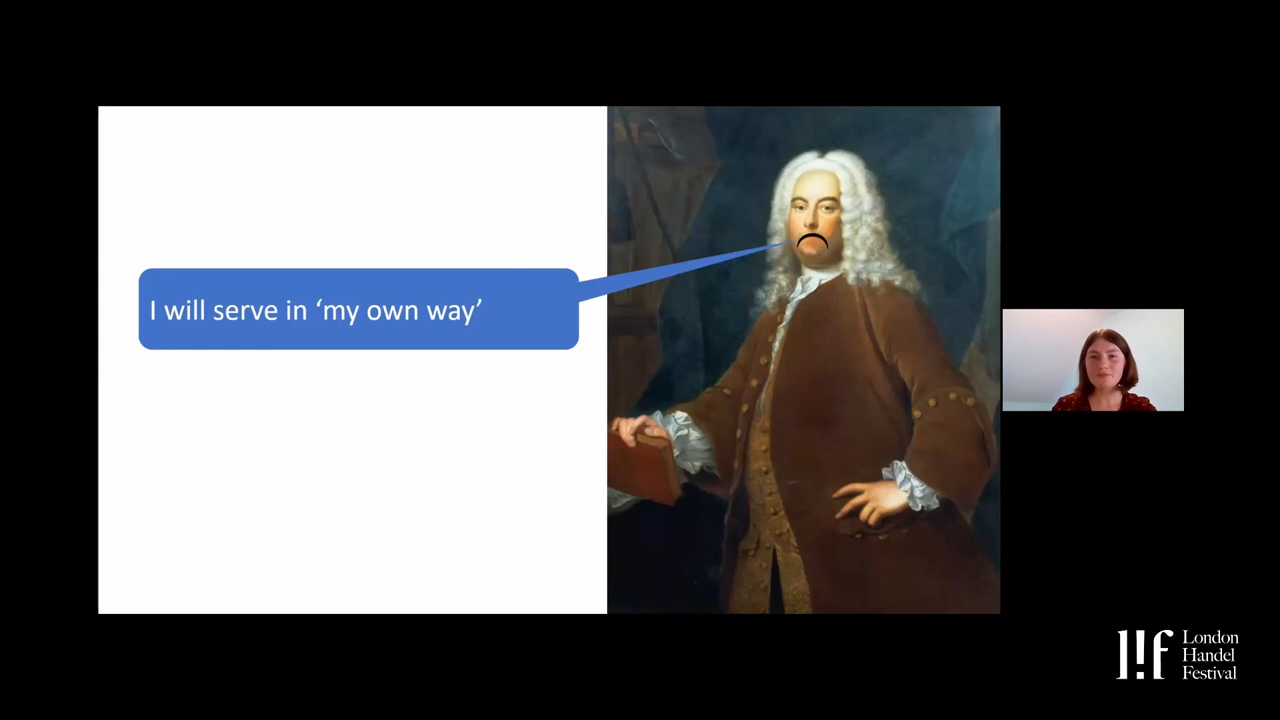 I will serve in ‘my own way’
l!f
London
Handel
Festival